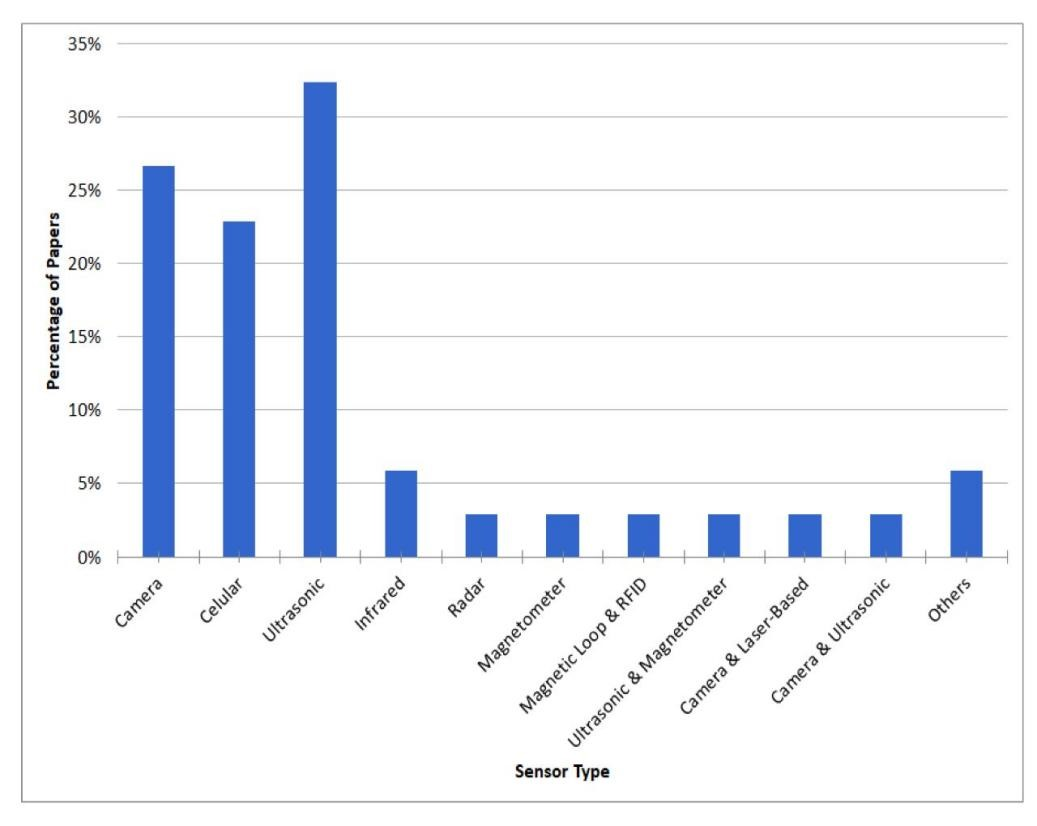 35%
30%
25%
20%
15%
10%
5%
0%
Percentage of Papers
Camera
Celular
Ultrasonic
Infrared
Radar
Magnetometer
Magnetic Loop & RFID
Ultrasonic & Magnetometer
Camera & Laser-Based
Camera & Ultrasonic
Others
Sensor Type